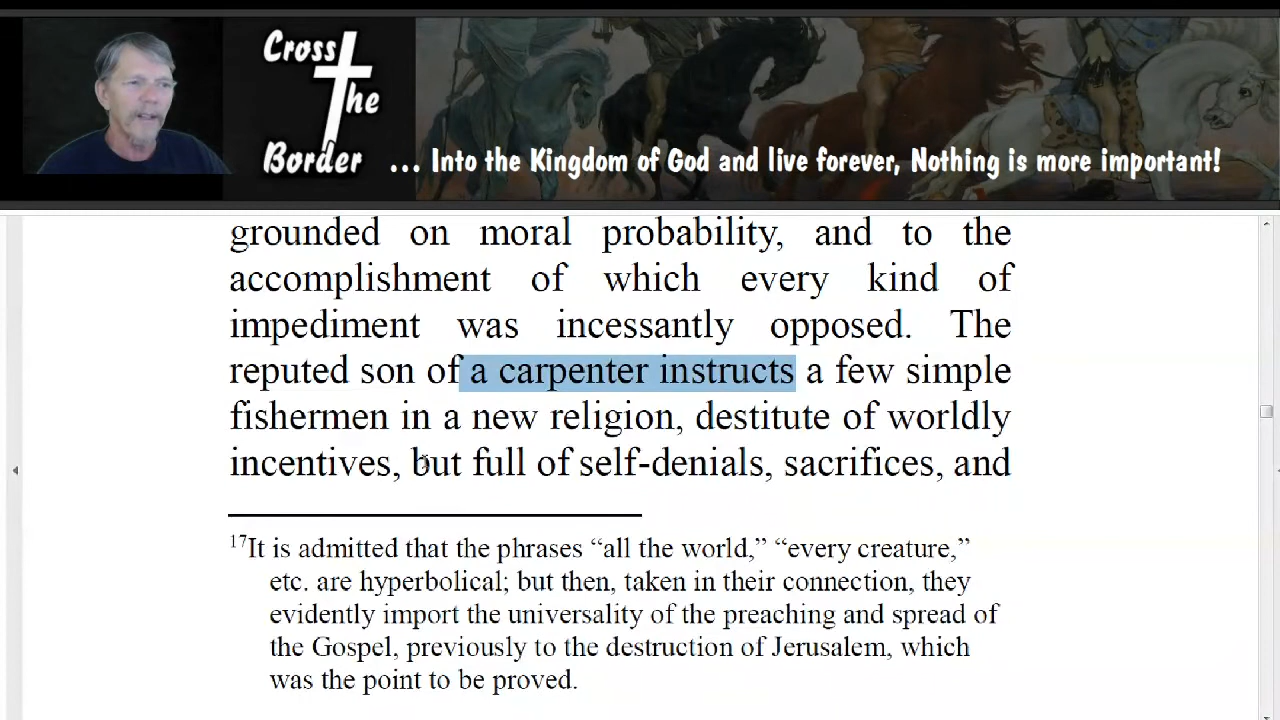 Cross
The
Border
... Into the Kingdom of God and live forever, Nothing is more important!
grounded on moral probability, and to the
accomplishment of which every kind of
impediment was incessantly opposed. The
reputed son of a carpenter instructs a few simple
fishermen in a new religion, destitute of worldly
incentives, but full of self-denials, sacrifices, and
17It is admitted that the phrases “all the world,” “every creature,”
etc. are hyperbolical; but then, taken in their connection, they
evidently import the universality of the preaching and spread of
the Gospel, previously to the destruction of Jerusalem, which
was the point to be proved.